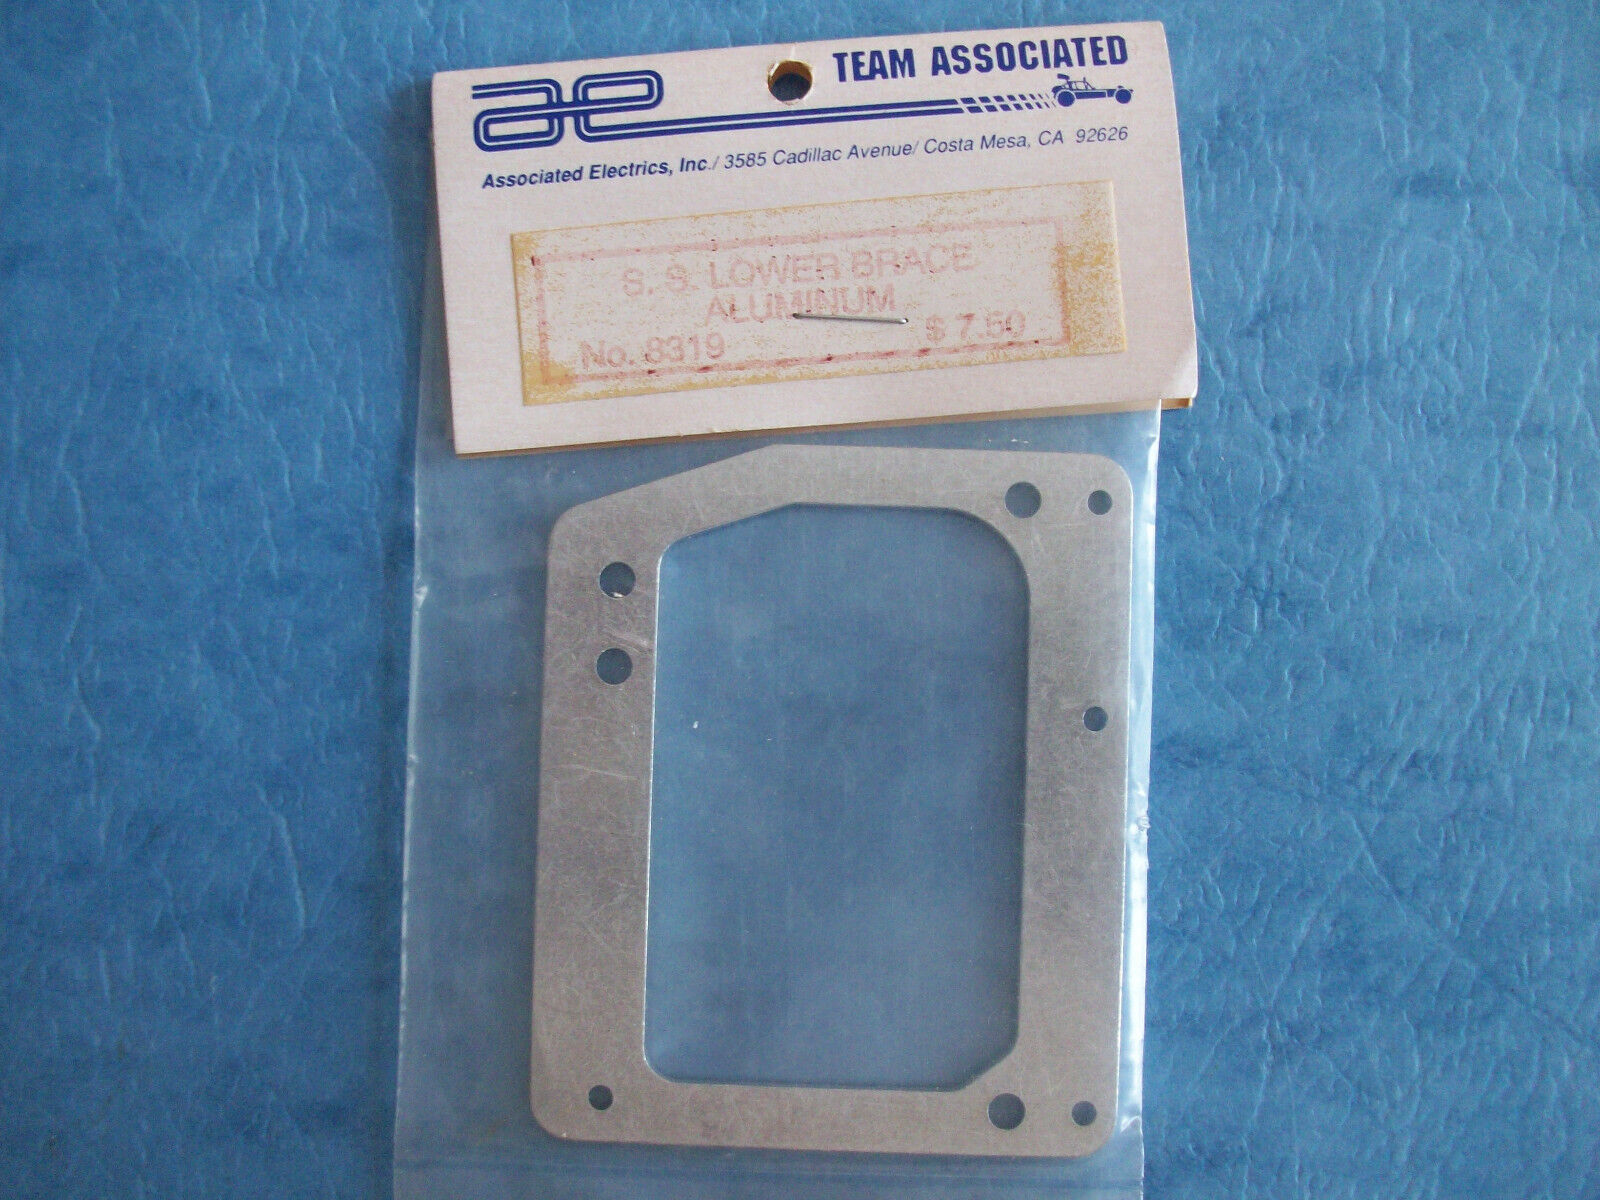 ae TEAM ASSOCIATED
Associated Electrics, Inc./ 3585 Cadillac Avenue/ Costa Mesa, CA 92626
S. S. LOWER BRACE
ALUMINUM
No. 8319 $ 7.50